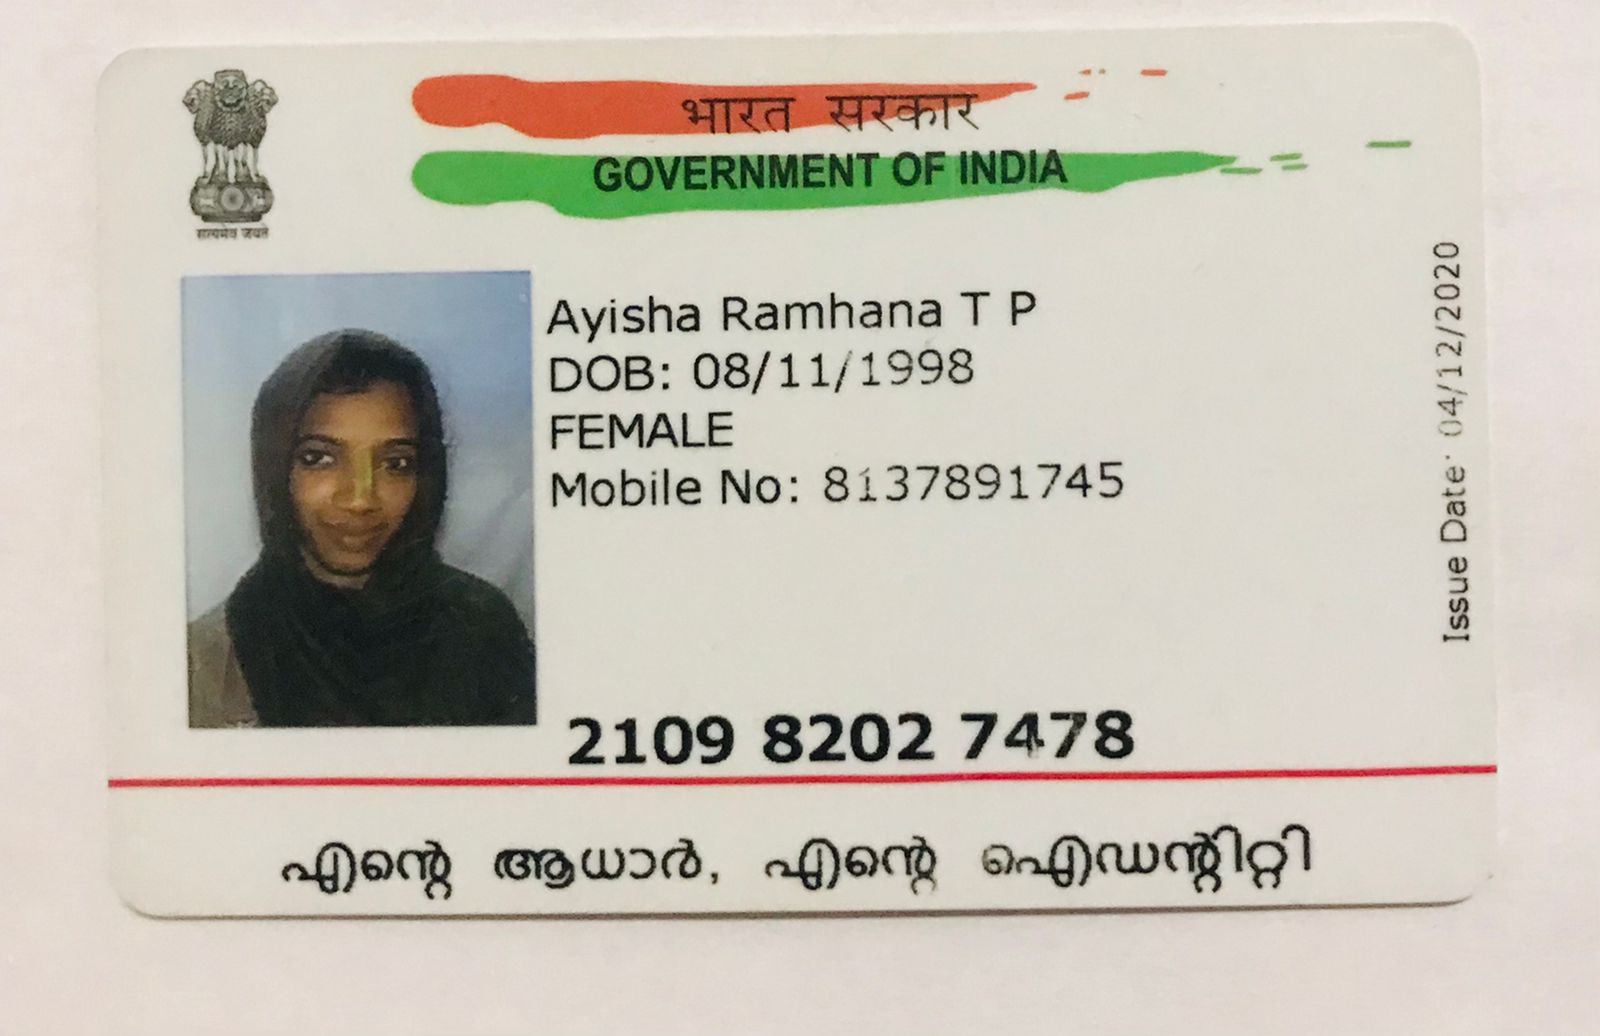 सत्यमेव जयते
भारत सरकार
GOVERNMENT OF INDIA
Ayisha Ramhana T P
DOB: 08/11/1998
FEMALE
Mobile No: 8137891745
Issue Date: 04/12/2020
2109 8202 7478
എന്റെ ആധാർ, എന്റെ ഐഡന്റിറ്റി